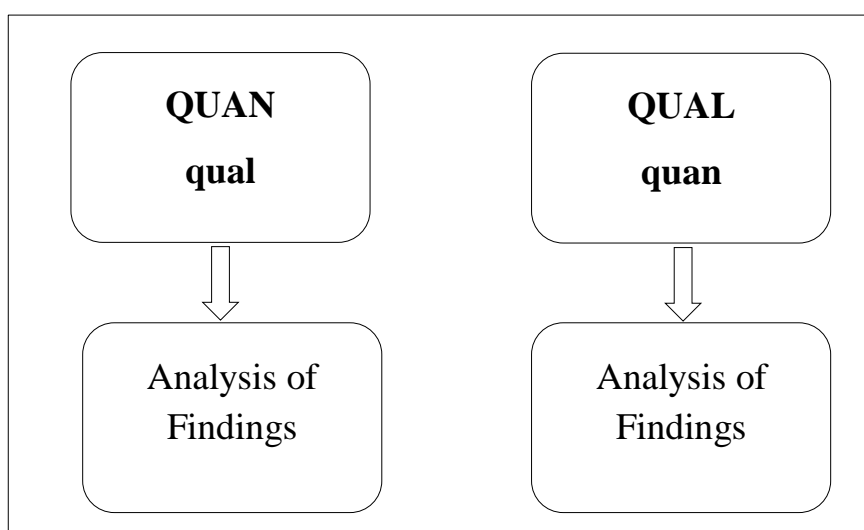 QUAN
qual
Analysis of
Findings
QUAL
quan
Analysis of
Findings